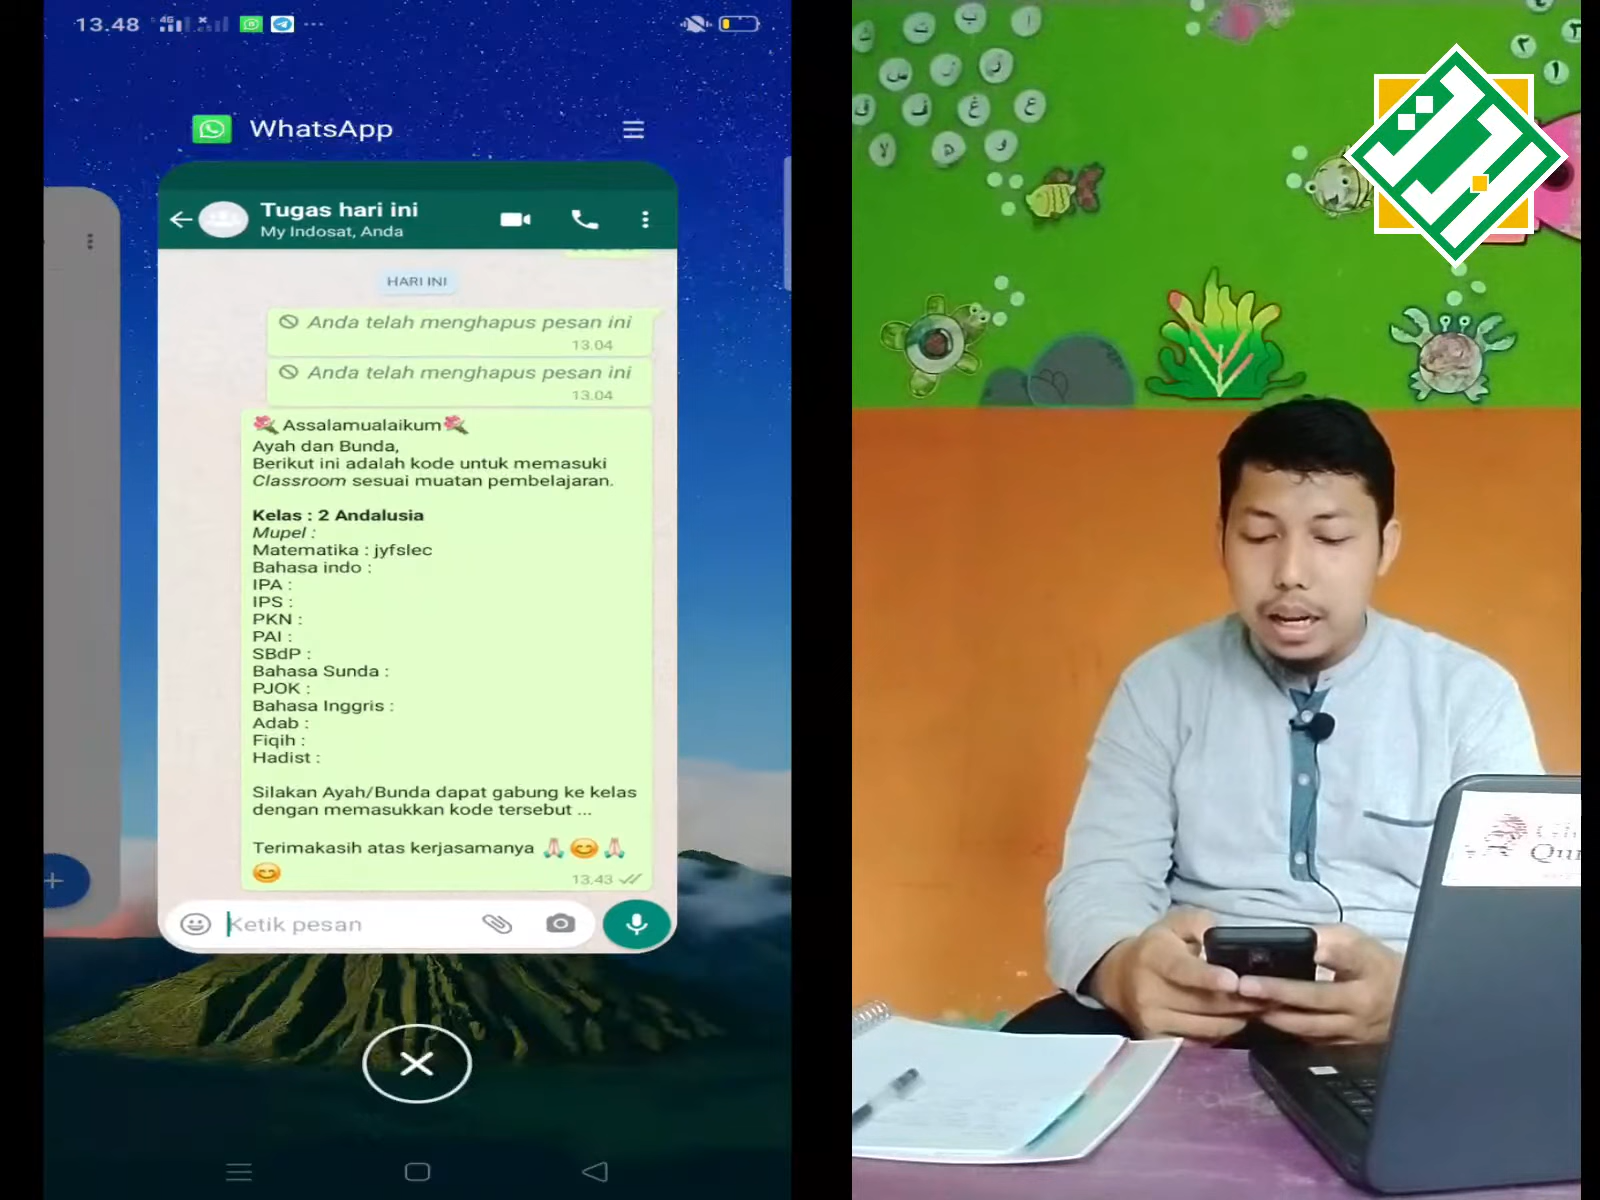 13.48
4G
WhatsApp
Tugas hari ini
My Indosat, Anda
HARI INI
Anda telah menghapus pesan ini
13.04
Anda telah menghapus pesan ini
13.04
Assalamualaikum
Ayah dan Bunda,
Berikut ini adalah kode untuk memasuki
Classroom sesuai muatan pembelajaran.
Kelas : 2 Andalusia
Mupel :
Matematika : jyfslec
Bahasa indo :
IPA :
IPS :
PKN :
PAI :
SBdP :
Bahasa Sunda :
PJOK :
Bahasa Inggris :
Adab :
Fiqih :
Hadist :
Silakan Ayah/Bunda dapat gabung ke kelas
dengan memasukkan kode tersebut ...
Terimakasih atas kerjasamanya
13.43
Ketik pesan
ا
ب
ت
ز
س
ع
غ
ف
و
ه
لا